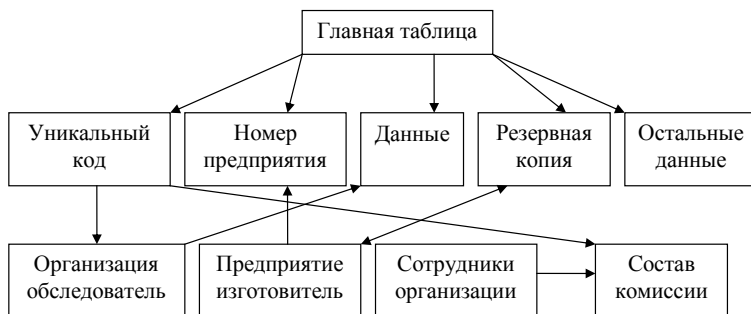 Главная таблица
Уникальный
код
Номер
предприятия
Данные
Резервная
копия
Остальные
данные
Организация
обследователь
Предприятие
изготовитель
Сотрудники
организации
Состав
комиссии